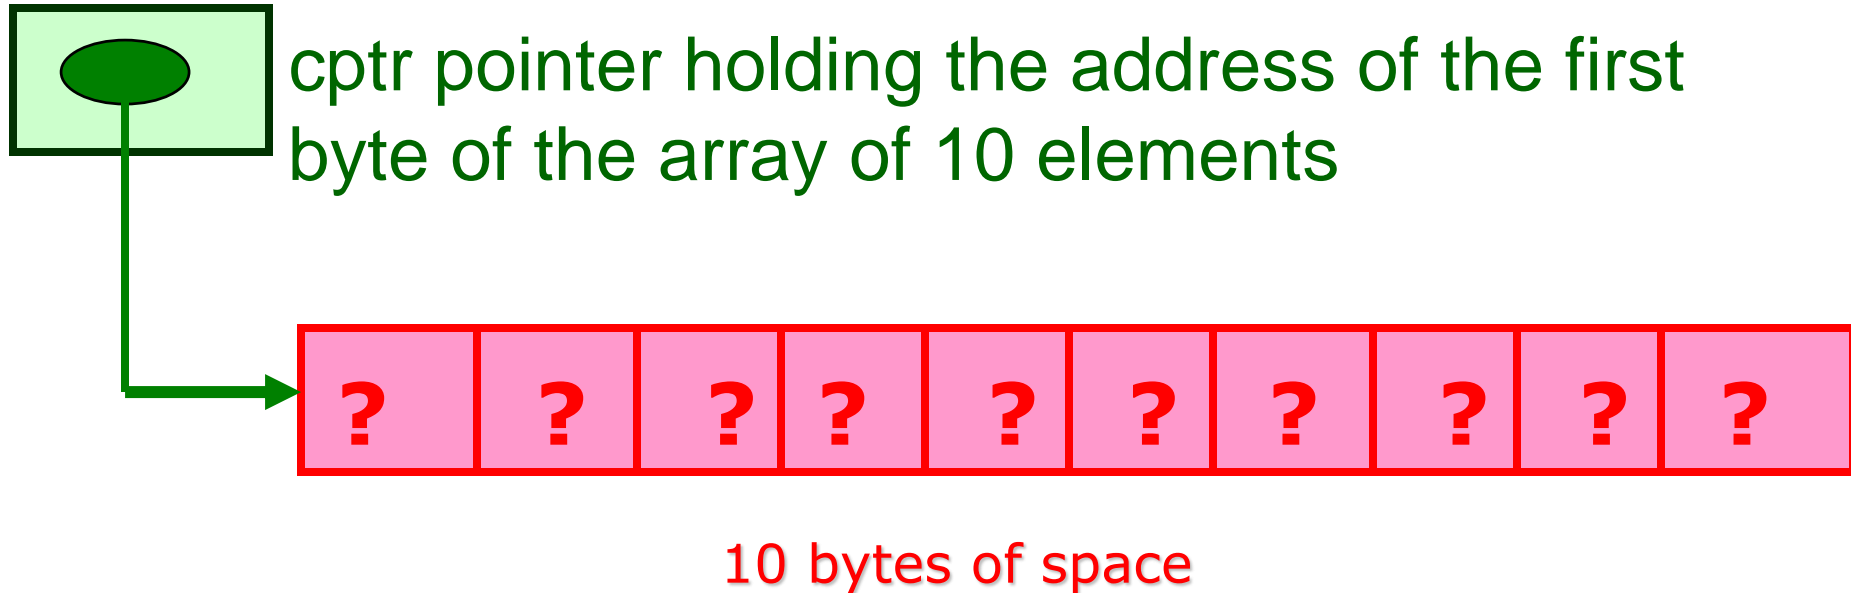 cptr pointer holding the address of the first
byte of the array of 10 elements
? ? ? ? ? ? ? ? ? ?
10 bytes of space